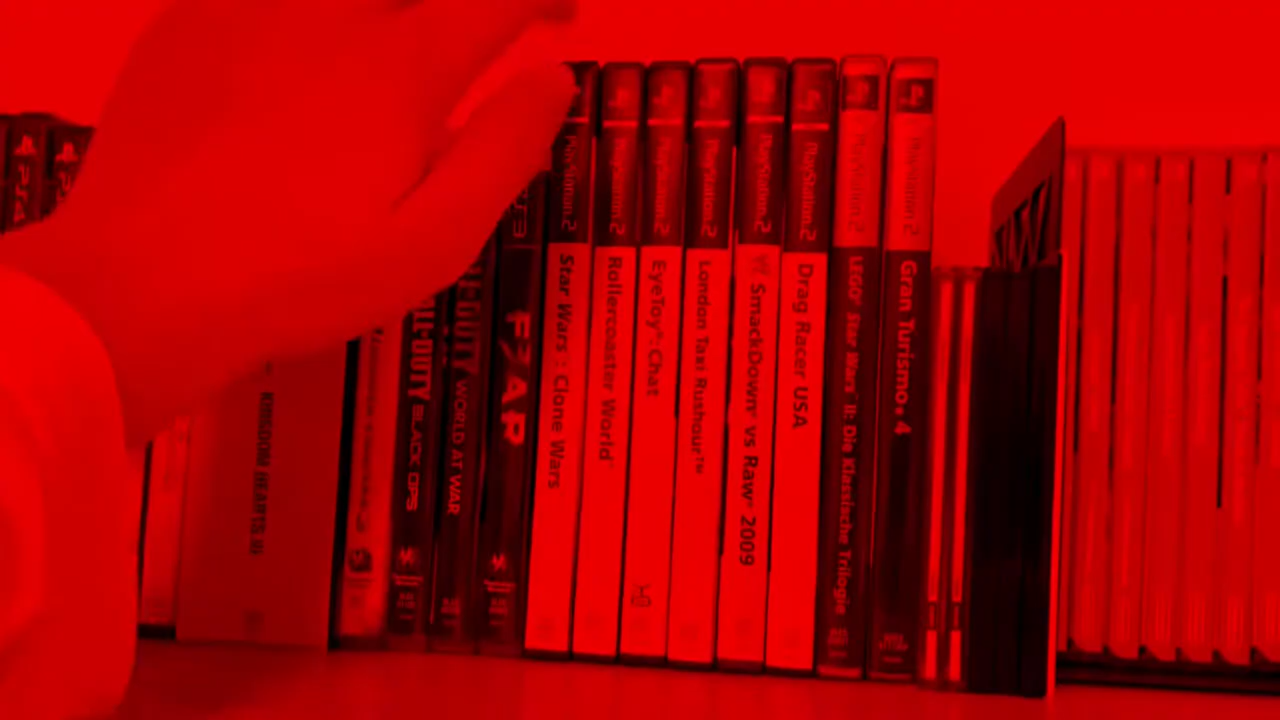 PS4
KINGDOM HEARTS III
CALL OF DUTY BLACK OPS
CALL OF DUTY WORLD AT WAR
PS3
F3AR
PlayStation 2
Star Wars : Clone Wars
PlayStation 2
Rollercoaster World
PlayStation 2
EyeToy®: Chat
PlayStation 2
London Taxi Rushour™
PlayStation 2
SmackDown® vs Raw® 2009
PlayStation 2
Drag Racer USA
PlayStation 2
LEGO® Star Wars™ II: Die Klassische Trilogie
PlayStation 2
Gran Turismo® 4